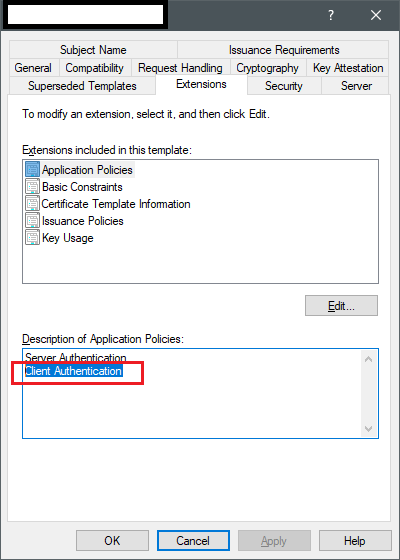 ?
Subject Name Issuance Requirements
General Compatibility Request Handling Cryptography Key Attestation
Superseded Templates Extensions Security Server
To modify an extension, select it, and then click Edit.
Extensions included in this template:
Application Policies
Basic Constraints
Certificate Template Information
Issuance Policies
Key Usage
Edit...
Description of Application Policies:
Server Authentication
Client Authentication
OK Cancel Apply Help